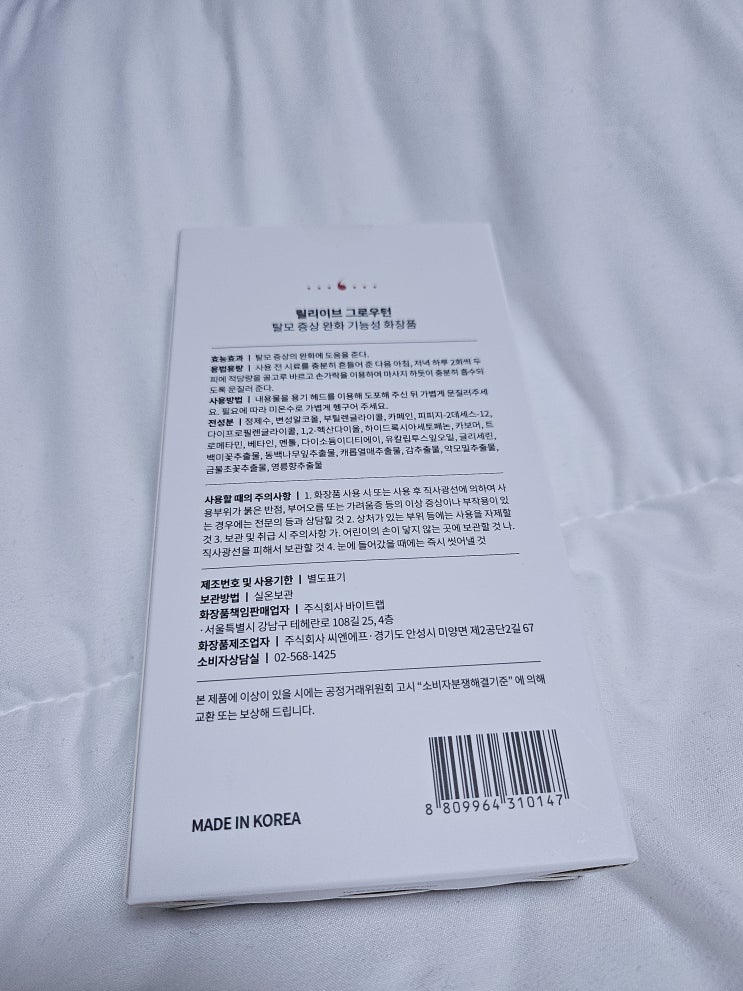 릴리이브 그로우턴
탈모 증상 완화 기능성 화장품
효능효과 | 탈모 증상의 완화에 도움을 준다.
용법용량 | 사용 전 시료를 충분히 흔들어 준 다음 아침, 저녁 하루 2회씩 두
피에 적당량을 골고루 바르고 손가락을 이용하여 마사지 하듯이 충분히 흡수되
도록 문질러 준다.
사용방법 | 내용물을 용기 헤드를 이용해 도포해 주신 뒤 가볍게 문질러주세
요. 필요에 따라 미온수로 가볍게 헹구어 주세요.
전성분 | 정제수, 변성알코올, 부틸렌글라이콜, 카페인, 피피지-2데세스-12,
다이프로필렌글라이콜, 1,2-헥산다이올, 하이드록시아세토페논, 카보머, 트
로메타민, 베타인, 멘톨, 다이소듐이디티에이, 유칼립투스잎오일, 글리세린,
백미꽃추출물, 동백나무잎추출물, 캐롭열매추출물, 감추출물, 약모밀추출물,
금불초꽃추출물, 영릉향추출물
사용할 때의 주의사항 | 1. 화장품 사용 시 또는 사용 후 직사광선에 의하여 사
용부위가 붉은 반점, 부어오름 또는 가려움증 등의 이상 증상이나 부작용이 있
는 경우에는 전문의 등과 상담할 것 2. 상처가 있는 부위 등에는 사용을 자제할
것 3. 보관 및 취급 시 주의사항 가. 어린이의 손이 닿지 않는 곳에 보관할 것 나.
직사광선을 피해서 보관할 것 4. 눈에 들어갔을 때에는 즉시 씻어낼 것
제조번호 및 사용기한 | 별도표기
보관방법 | 실온보관
화장품책임판매업자 | 주식회사 바이트랩
·서울특별시 강남구 테헤란로 108길 25, 4층
화장품제조업자 | 주식회사 씨엔에프·경기도 안성시 미양면 제2공단2길 67
소비자상담실 | 02-568-1425
본 제품에 이상이 있을 시에는 공정거래위원회 고시 “소비자분쟁해결기준” 에 의해
교환 또는 보상해 드립니다.
8 809964 310147
MADE IN KOREA